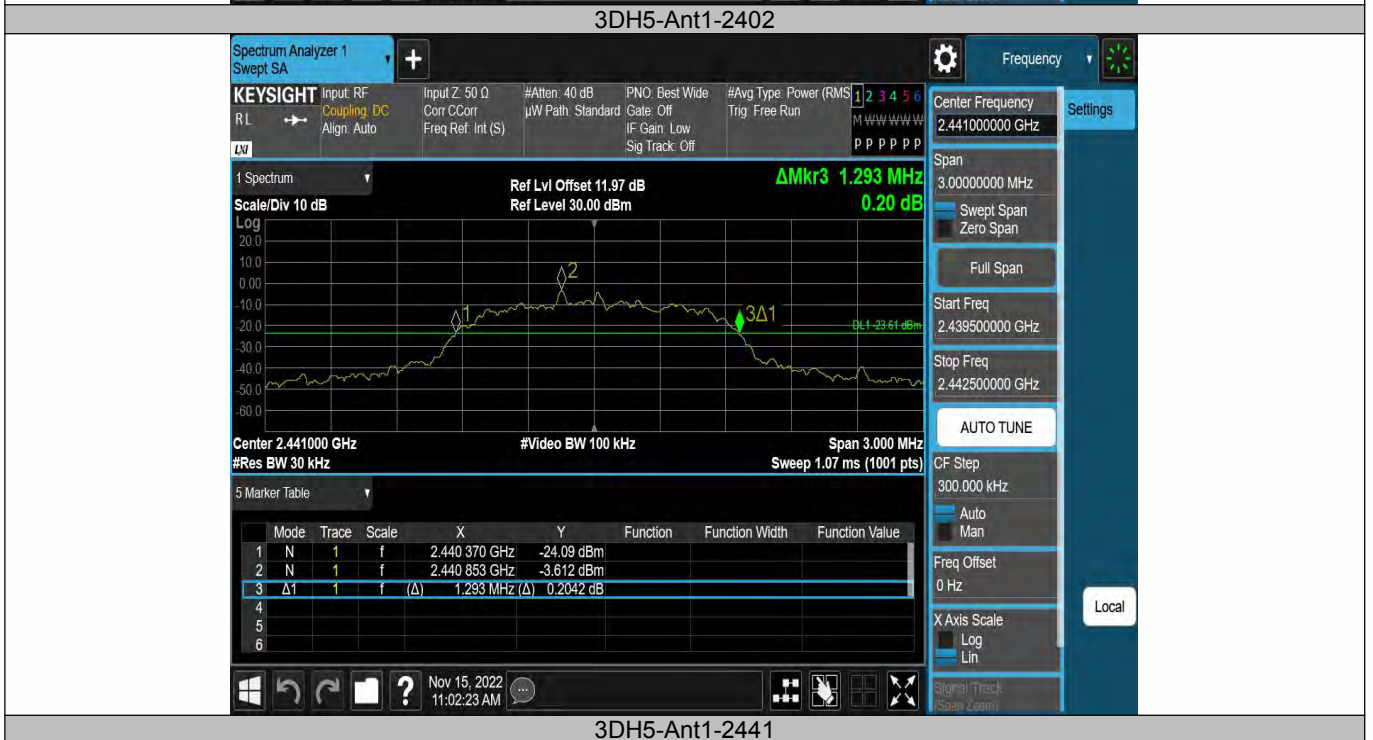 3DH5-Ant1-2402
Spectrum Analyzer 1
Swept SA
+
Frequency
KEYSIGHT
RL
LXI
Input: RF
Coupling: DC
Align: Auto
Input Z: 50 Ω
Corr CCorr
Freq Ref: Int (S)
#Atten: 40 dB
µW Path: Standard
PNO: Best Wide
Gate: Off
IF Gain: Low
Sig Track: Off
#Avg Type: Power (RMS
Trig: Free Run
1 2 3 4 5 6
M W W W W W
P P P P P P
1 Spectrum
Scale/Div 10 dB
Ref Lvl Offset 11.97 dB
Ref Level 30.00 dBm
ΔMkr3 1.293 MHz
0.20 dB
Log
20.0
10.0
0.00
-10.0
-20.0
-30.0
-40.0
-50.0
-60.0
1
2
3Δ1
DL1 -23.61 dBm
Center 2.441000 GHz
#Video BW 100 kHz
Span 3.000 MHz
#Res BW 30 kHz
Sweep 1.07 ms (1001 pts)
5 Marker Table
Mode Trace Scale X Y Function Function Width Function Value
1 N 1 f 2.440 370 GHz -24.09 dBm
2 N 1 f 2.440 853 GHz -3.612 dBm
3 Δ1 1 f (Δ) 1.293 MHz (Δ) 0.2042 dB
4
5
6
Nov 15, 2022
11:02:23 AM
Center Frequency
2.441000000 GHz
Settings
Span
3.00000000 MHz
Swept Span
Zero Span
Full Span
Start Freq
2.439500000 GHz
Stop Freq
2.442500000 GHz
AUTO TUNE
CF Step
300.000 kHz
Auto
Man
Freq Offset
0 Hz
X Axis Scale
Log
Lin
Local
Signal Track
(Span Zoom)
3DH5-Ant1-2441